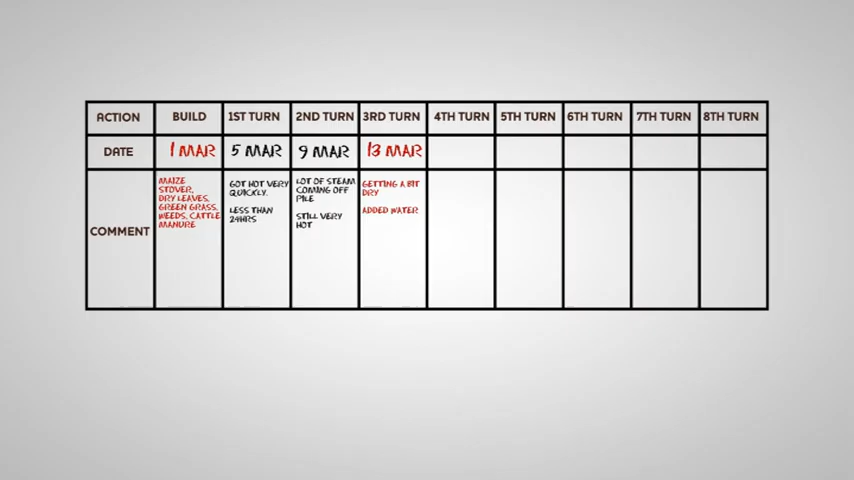 ACTION BUILD 1ST TURN 2ND TURN 3RD TURN 4TH TURN 5TH TURN 6TH TURN 7TH TURN 8TH TURN
DATE 1 MAR 5 MAR 9 MAR 13 MAR
COMMENT
MAIZE
STOVER,
DRY LEAVES,
GREEN GRASS,
WEEDS, CATTLE
MANURE
GOT HOT VERY
QUICKLY.
LESS THAN
24HRS
LOT OF STEAM
COMING OFF
PILE
STILL VERY
HOT
GETTING A BIT
DRY
ADDED WATER